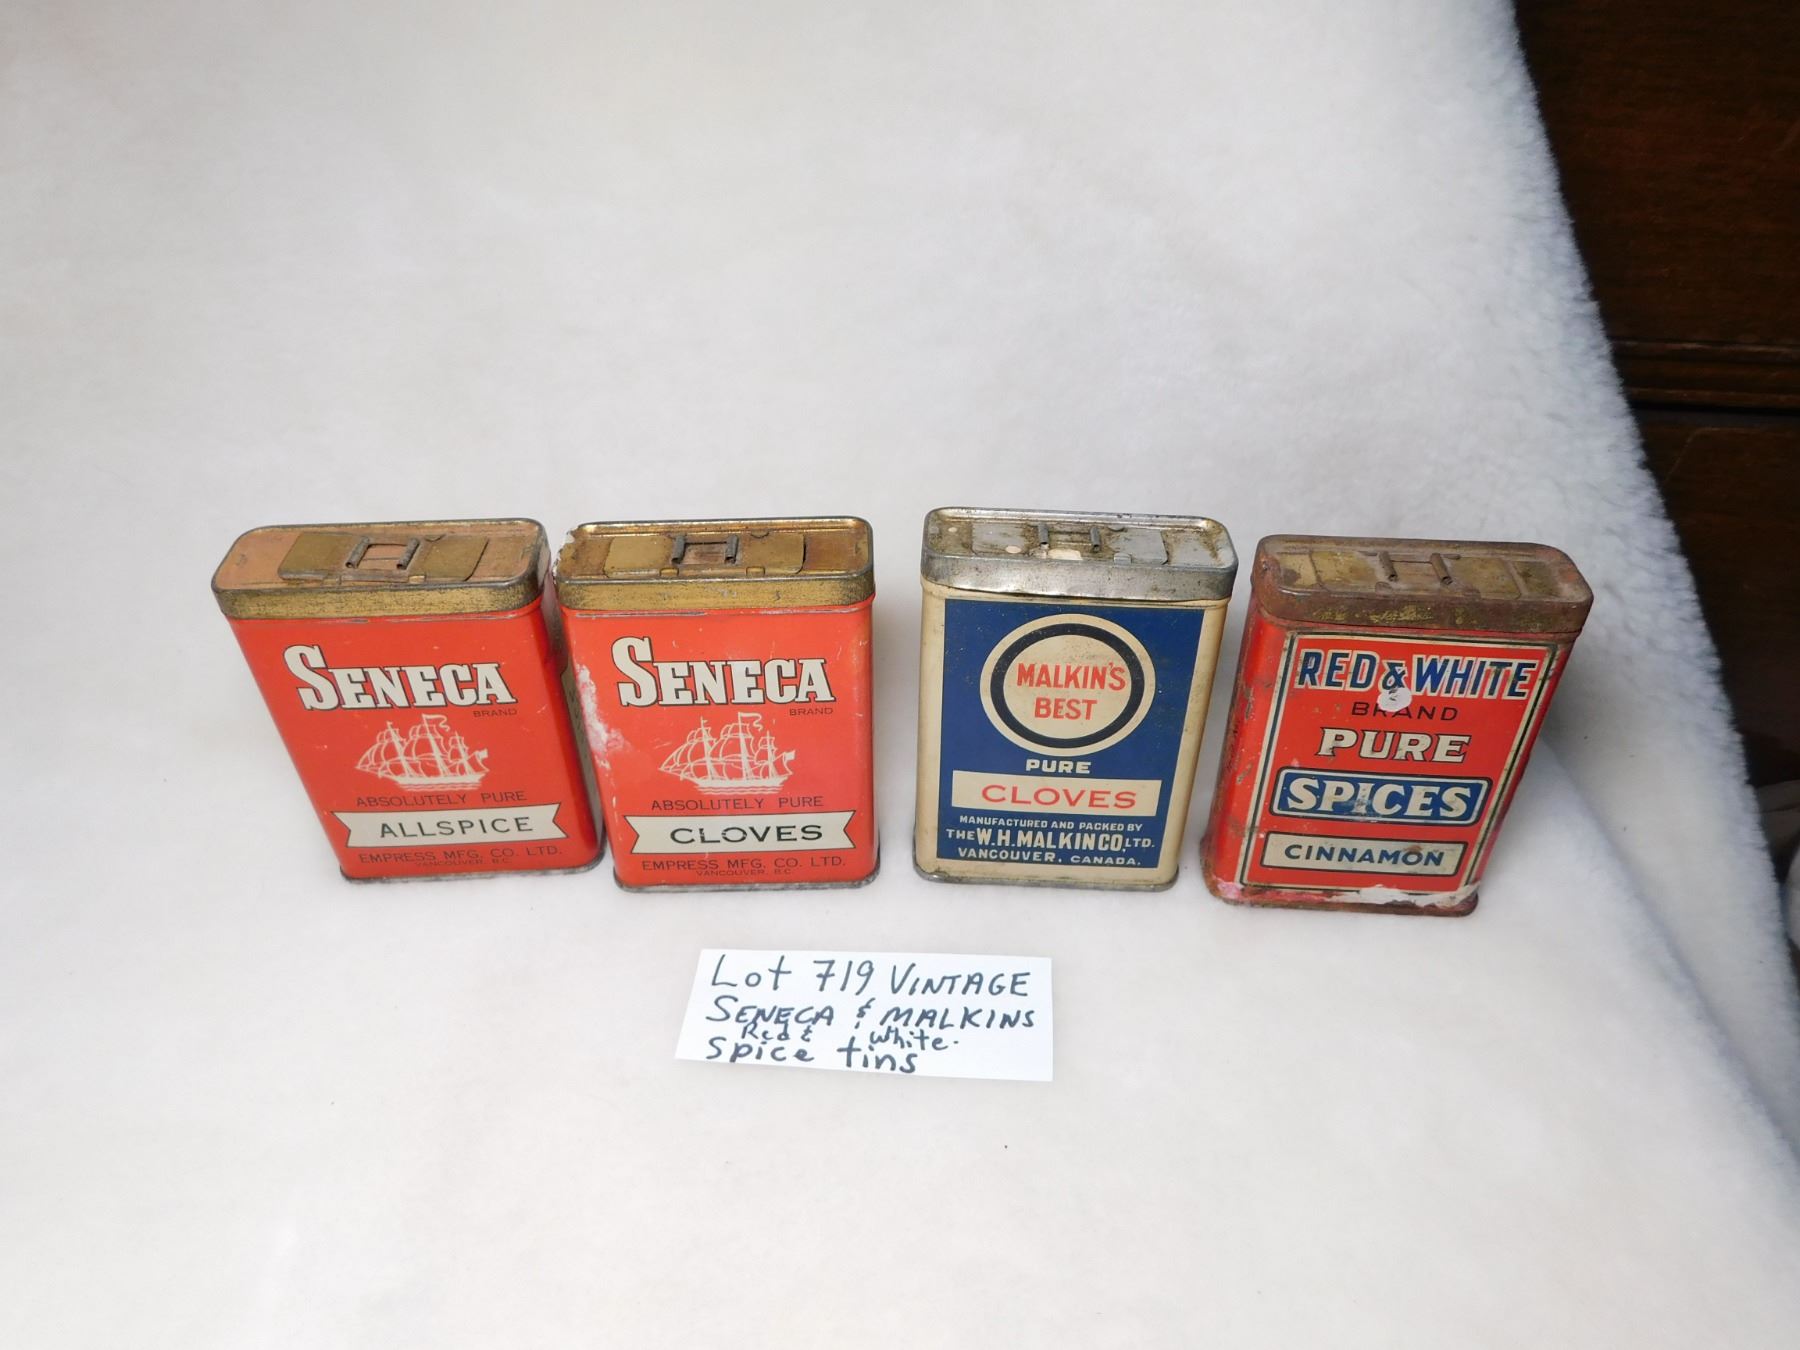 SENECA
BRAND
ABSOLUTELY PURE
ALLSPICE
EMPRESS MFG. CO. LTD.
VANCOUVER, B.C.
SENECA
BRAND
ABSOLUTELY PURE
CLOVES
EMPRESS MFG. CO. LTD.
VANCOUVER, B.C.
MALKIN'S
BEST
PURE
CLOVES
MANUFACTURED AND PACKED BY
THE W.H. MALKIN CO. LTD.
VANCOUVER, CANADA.
RED & WHITE
BRAND
PURE
SPICES
CINNAMON
Lot 719 VINTAGE
SENECA & MALKINS
Red & White.
spice tins